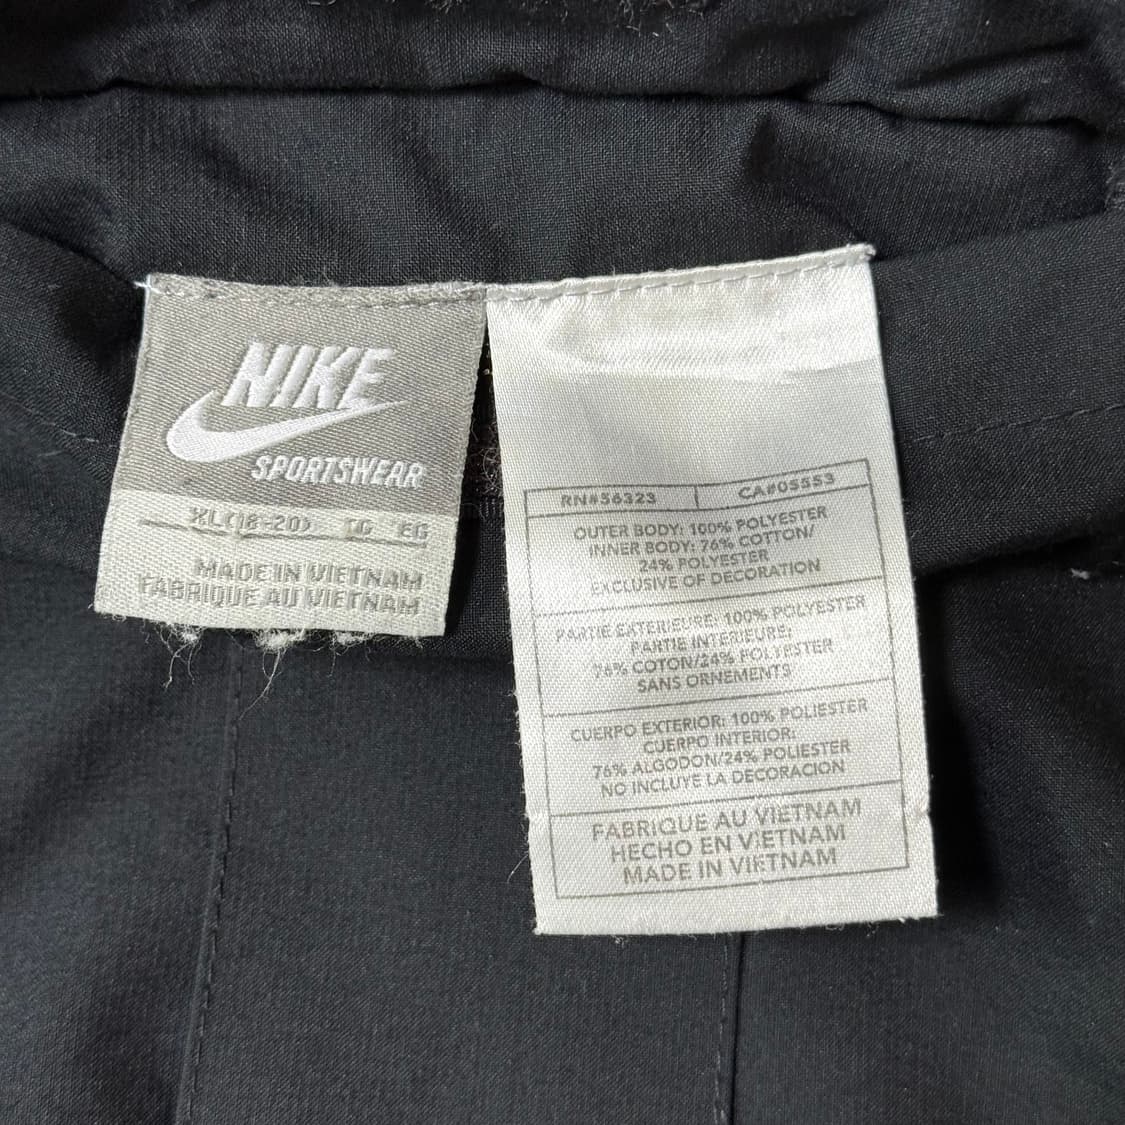 NIKE
SPORTSWEAR
XL(18-20) TG EG
MADE IN VIETNAM
FABRIQUE AU VIETNAM
RN#56323 CA#05553
OUTER BODY: 100% POLYESTER
INNER BODY: 76% COTTON/
24% POLYESTER
EXCLUSIVE OF DECORATION
PARTIE EXTERIEURE: 100% POLYESTER
PARTIE INTERIEURE:
76% COTON/24% POLYESTER
SANS ORNEMENTS
CUERPO EXTERIOR: 100% POLIESTER
CUERPO INTERIOR:
76% ALGODON/24% POLIESTER
NO INCLUYE LA DECORACION
FABRIQUE AU VIETNAM
HECHO EN VIETNAM
MADE IN VIETNAM